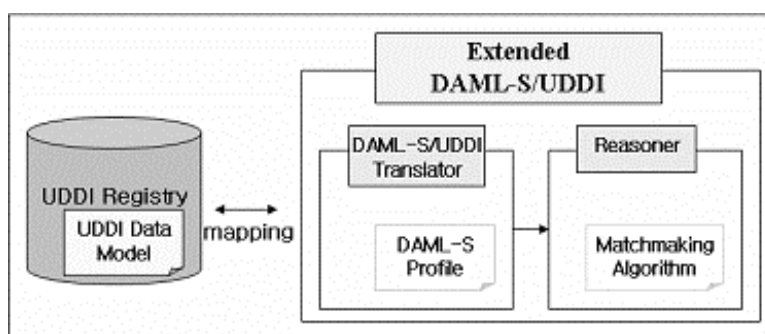 Extended
DAML-S/UDDI
DAML-S/UDDI
Translator
Reasoner
UDDI Registry
UDDI Data
Model
mapping
DAML-S
Profile
Matchmaking
Algorithm